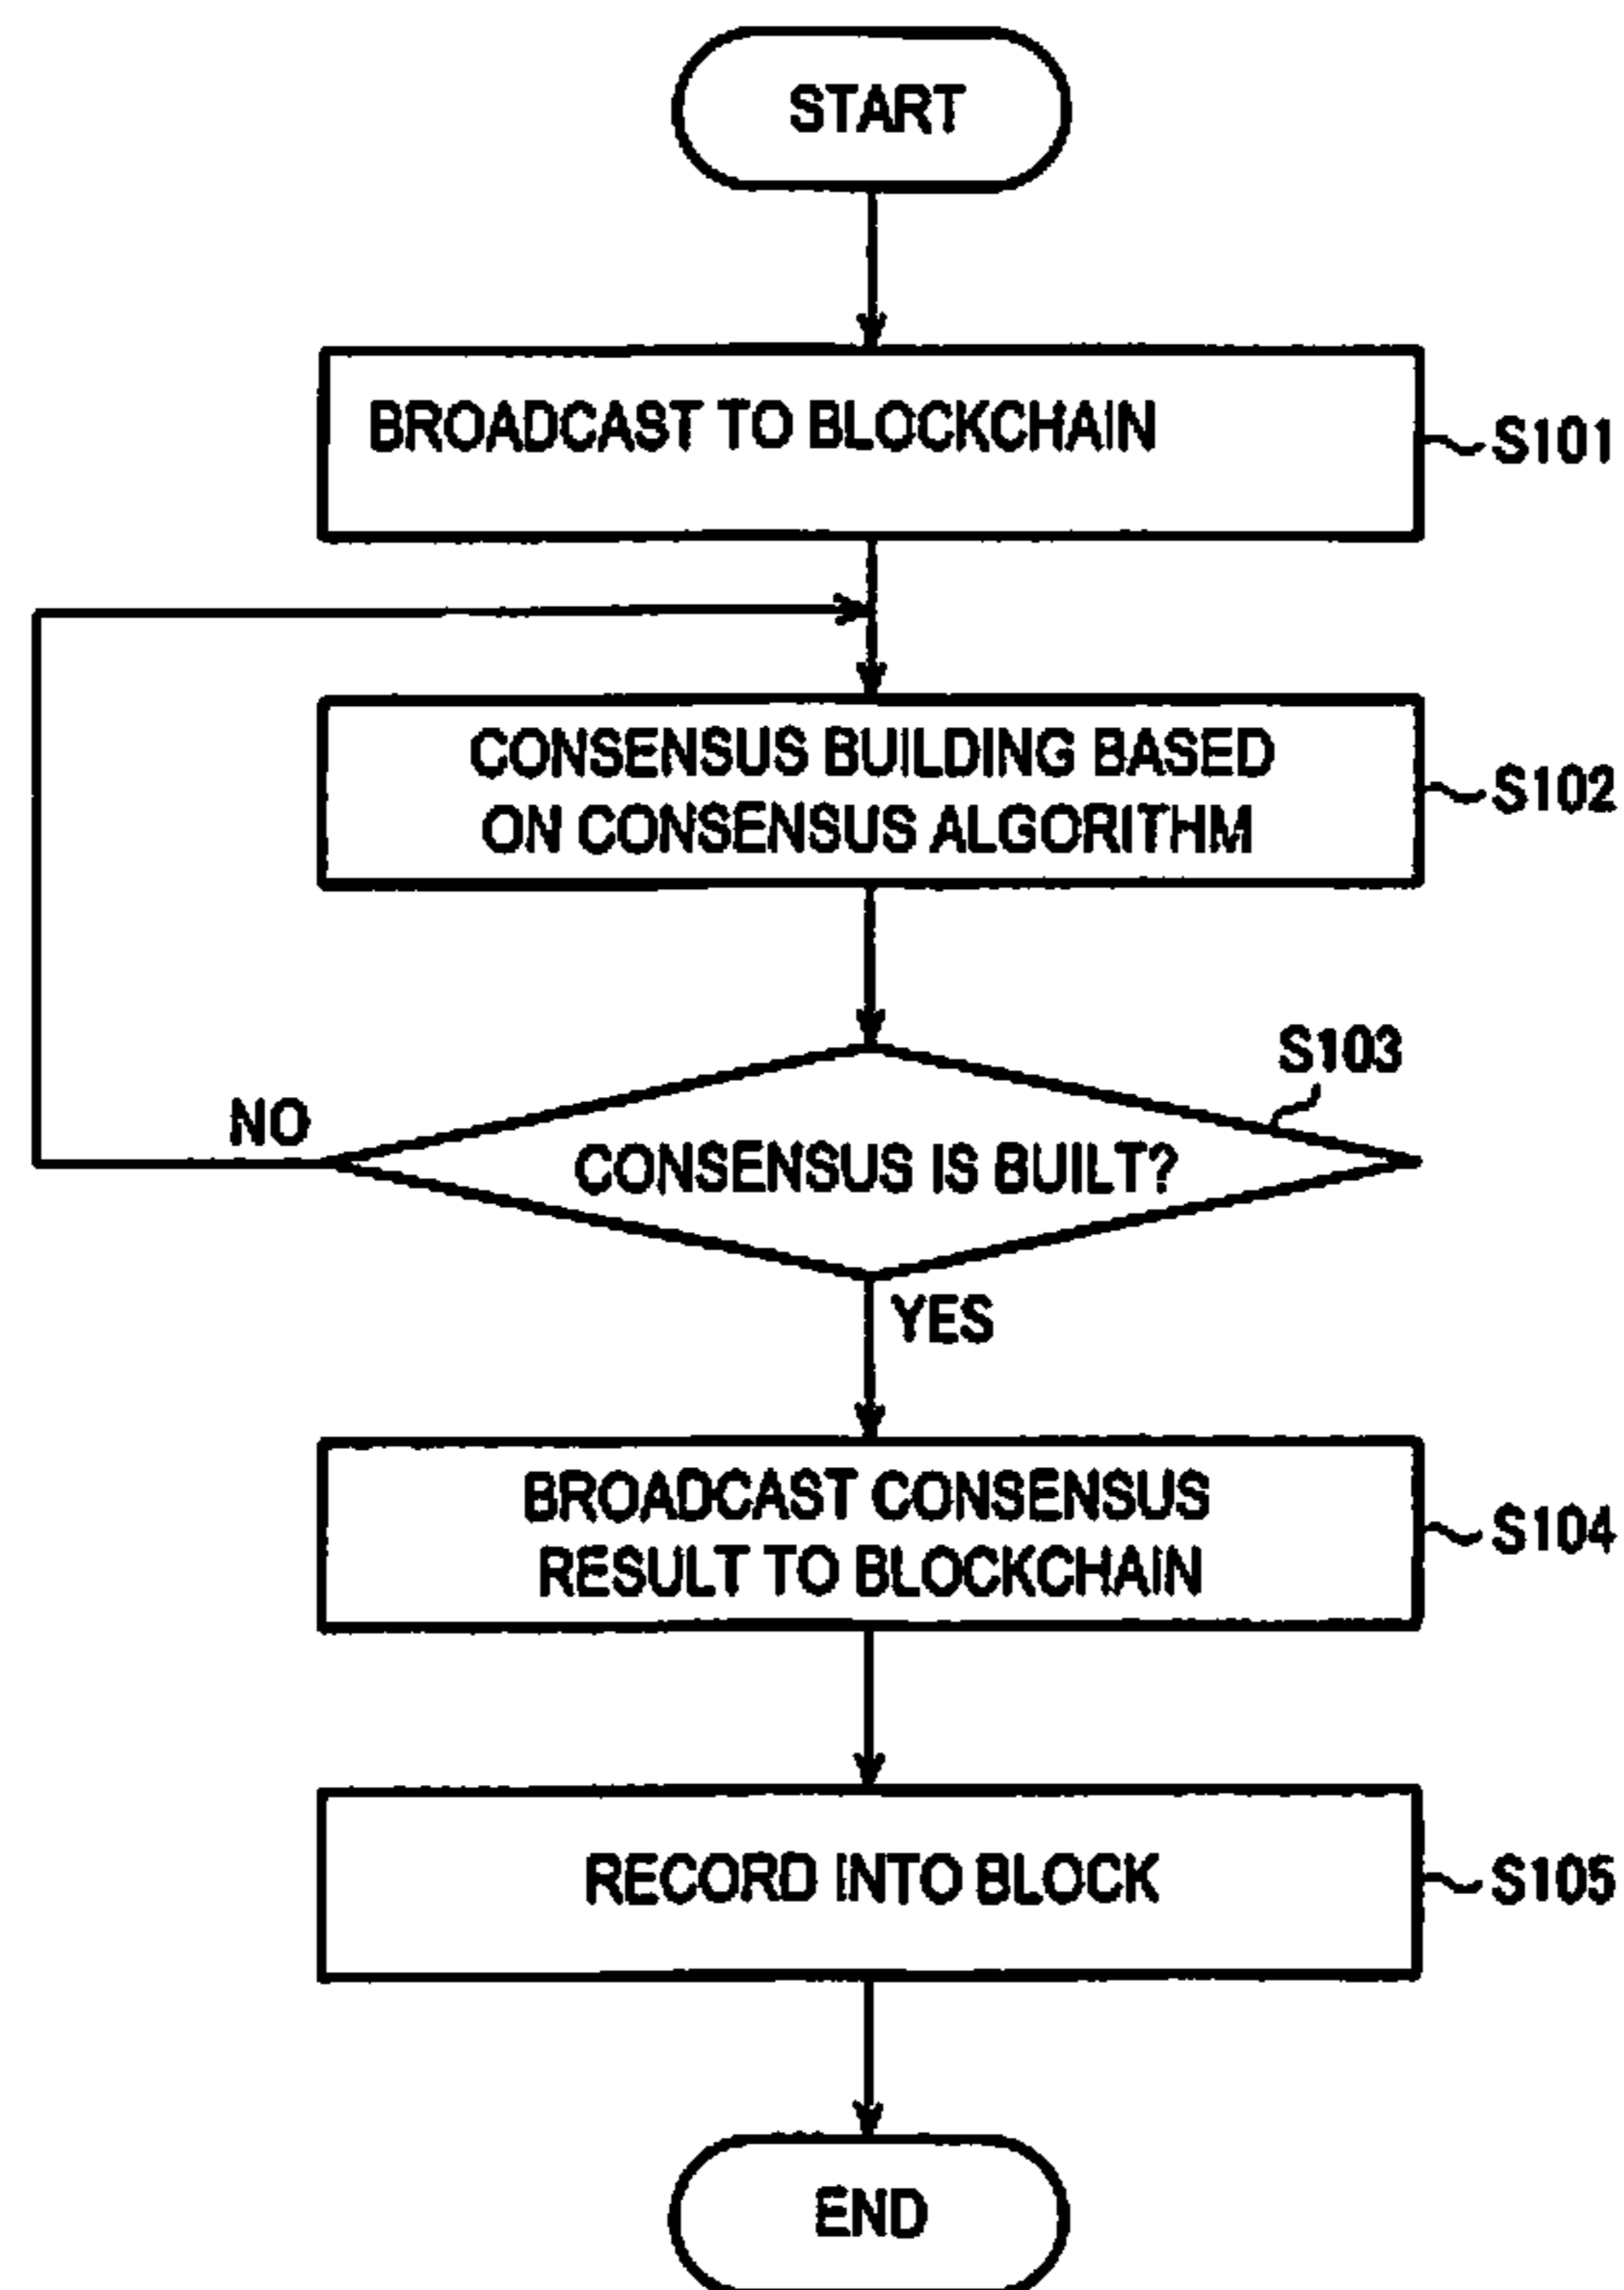 START
BROADCAST TO BLOCKCHAIN
S101
CONSENSUS BUILDING BASED
ON CONSENSUS ALGORITHM
S102
S103
NO
CONSENSUS IS BUILT?
YES
BROADCAST CONSENSUS
RESULT TO BLOCKCHAIN
S104
RECORD INTO BLOCK
S105
END